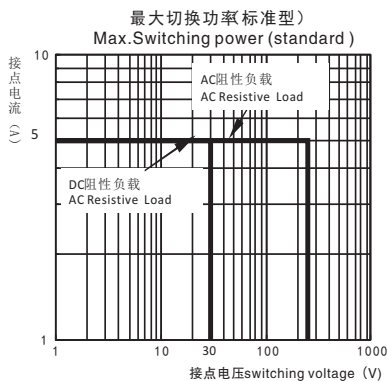 最大切换功率(标准型)
Max.Switching power (standard )
接点电流(A)
10
5
1
AC阻性负载
AC Resistive Load
DC阻性负载
AC Resistive Load
1 10 30 100 1000
接点电压switching voltage (V)